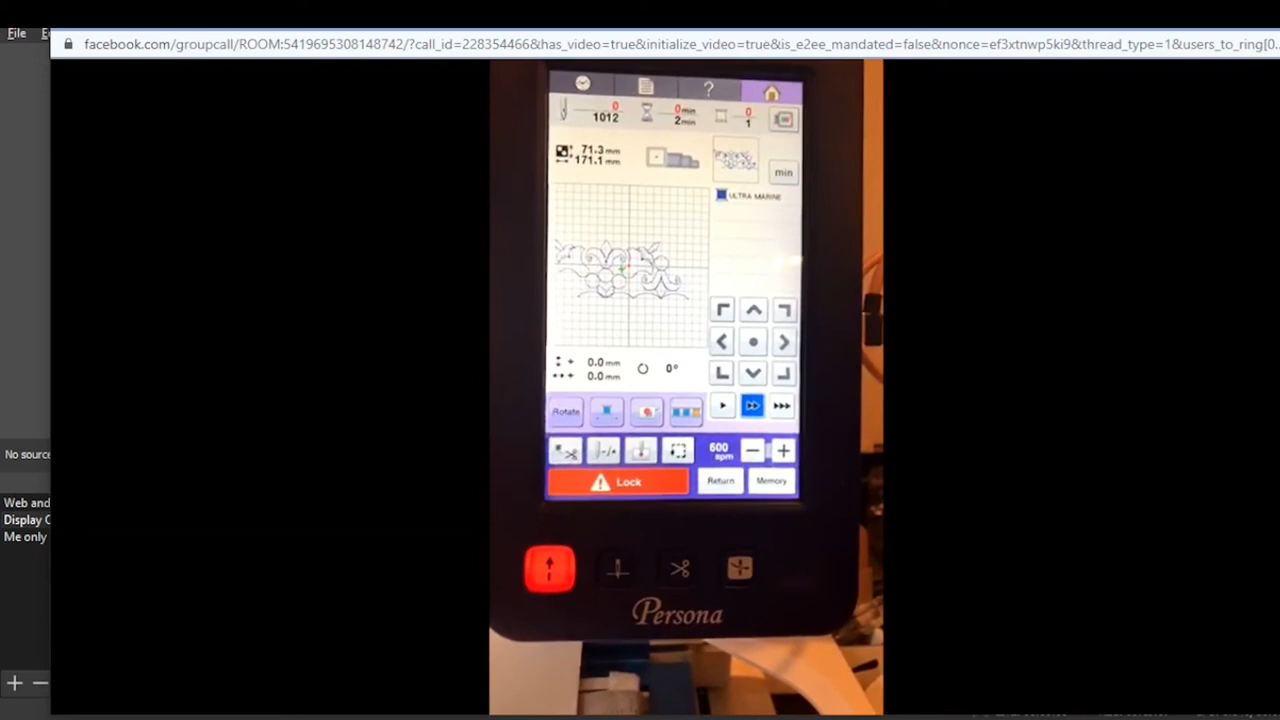 File
facebook.com/groupcall/ROOM:5419695308148742/?call_id=228354466&has_video=true&initialize_video=true&is_e2ee_mandated=false&nonce=ef3xtnwp5ki9&thread_type=1&users_to_ring[0...
?
0
1012
0 min
2 min
0
1
71.3 mm
171.1 mm
min
ULTRA MARINE
0.0 mm
0.0 mm
0°
Rotate
600
spm
Lock
Return
Memory
No source
Web and
Display C
Me only
Persona